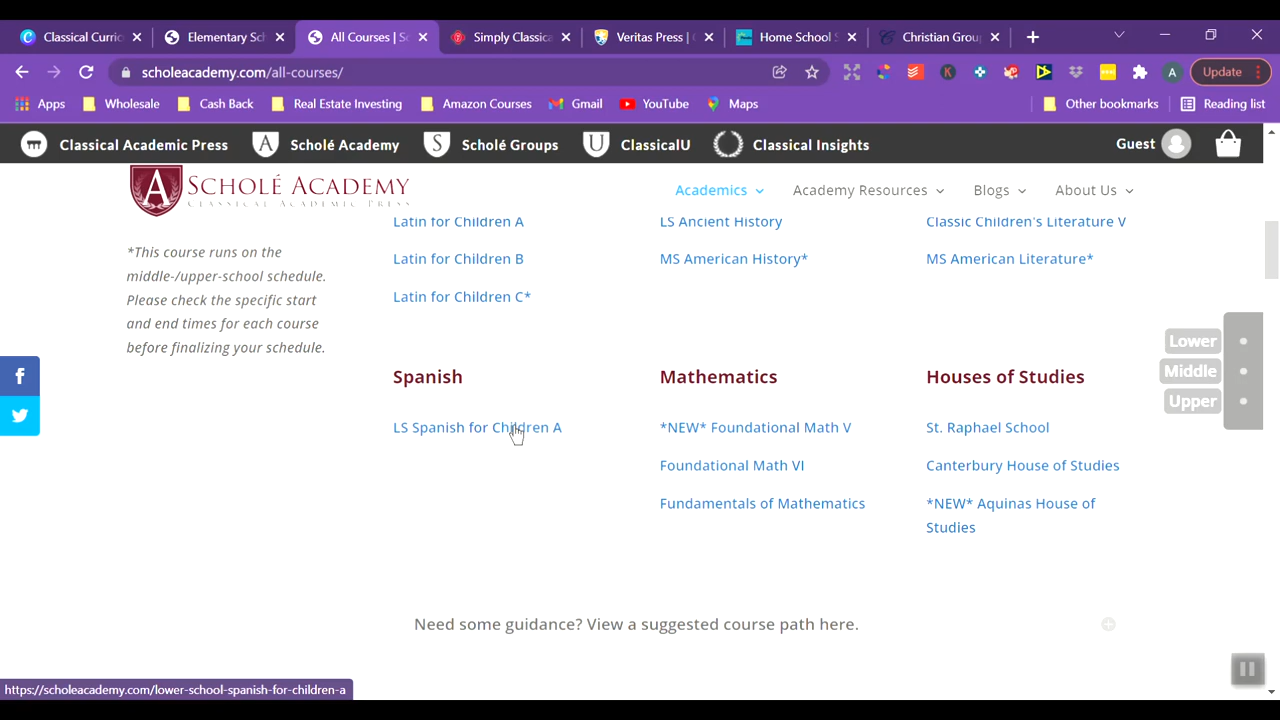 Classical Curric
Elementary Sch
All Courses | Sc
Simply Classica
Veritas Press | C
Home School S
Christian Grou
scholeacademy.com/all-courses/
A
Update
Apps
Wholesale
Cash Back
Real Estate Investing
Amazon Courses
Gmail
YouTube
Maps
Other bookmarks
Reading list
Classical Academic Press
A
Scholé Academy
S
Scholé Groups
U
ClassicalU
Classical Insights
Guest
A
SCHOLÉ ACADEMY
CLASSICAL ACADEMIC PRESS
Academics
Academy Resources
Blogs
About Us
*This course runs on the
middle-/upper-school schedule.
Please check the specific start
and end times for each course
before finalizing your schedule.
Latin for Children A
Latin for Children B
Latin for Children C*
LS Ancient History
MS American History*
Classic Children's Literature V
MS American Literature*
Spanish
LS Spanish for Children A
Mathematics
*NEW* Foundational Math V
Foundational Math VI
Fundamentals of Mathematics
Houses of Studies
St. Raphael School
Canterbury House of Studies
*NEW* Aquinas House of
Studies
Lower
Middle
Upper
Need some guidance? View a suggested course path here.
https://scholeacademy.com/lower-school-spanish-for-children-a